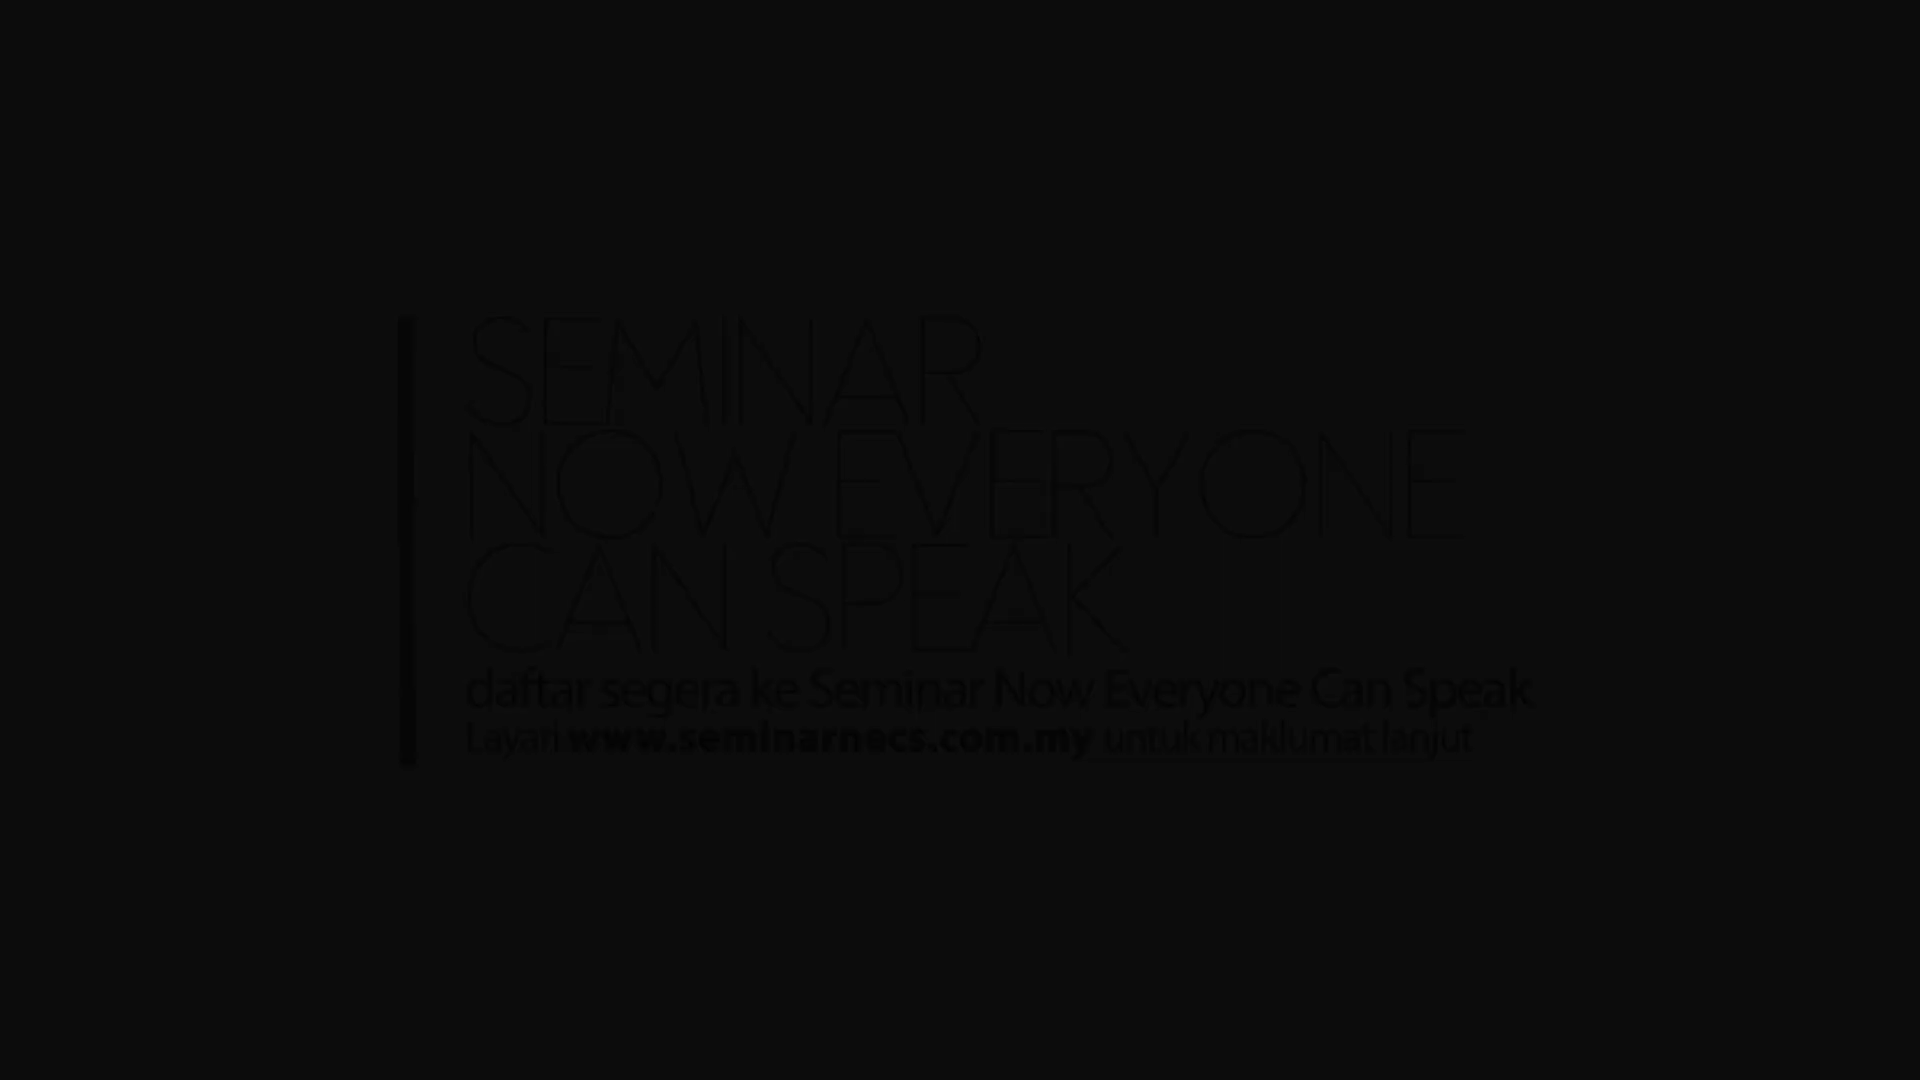 SEMINAR
NOW EVERYONE
CAN SPEAK
daftar segera ke Seminar Now Everyone Can Speak
Layari www.seminarnecs.com.my untuk maklumat lanjut